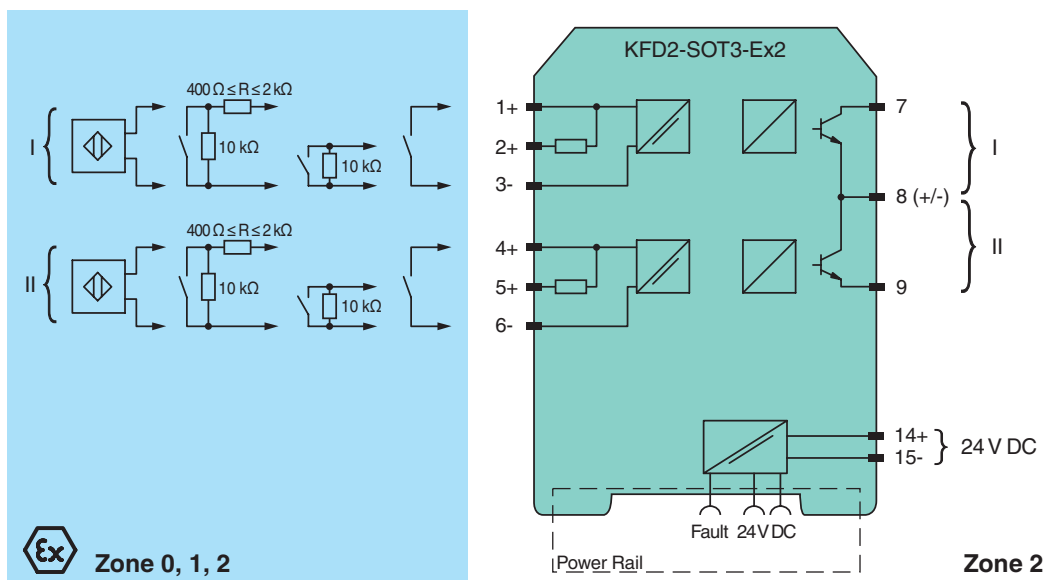 KFD2-SOT3-Ex2
400 Ω ≤ R ≤ 2 kΩ
I
10 kΩ
10 kΩ
400 Ω ≤ R ≤ 2 kΩ
II
10 kΩ
10 kΩ
1+
2+
3-
4+
5+
6-
7
I
8 (+/-)
II
9
14+
15-
24 V DC
Fault 24V DC
Power Rail
Ex
Zone 0, 1, 2
Zone 2